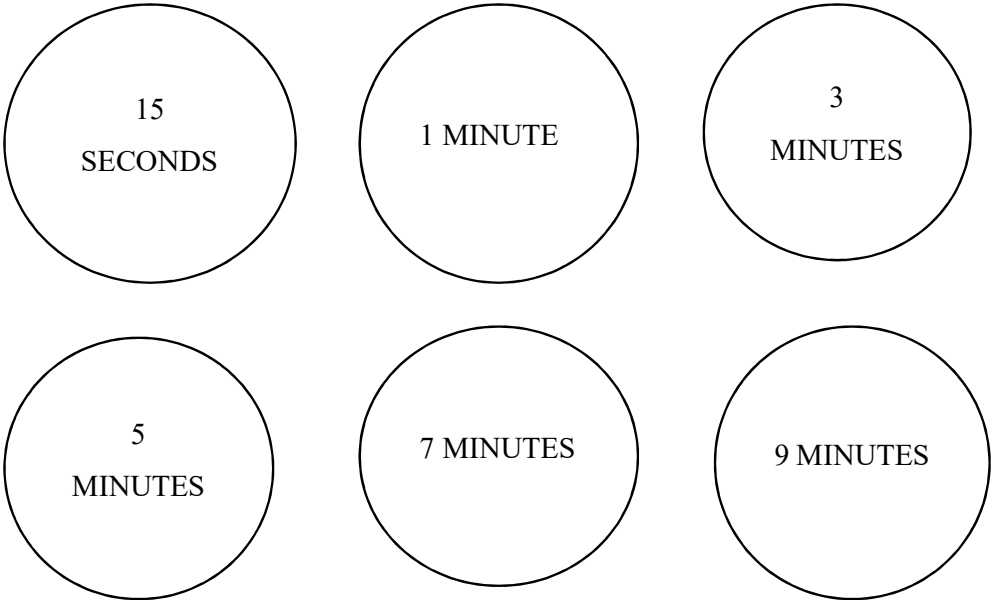 15
SECONDS
1 MINUTE
3
MINUTES
5
MINUTES
7 MINUTES
9 MINUTES